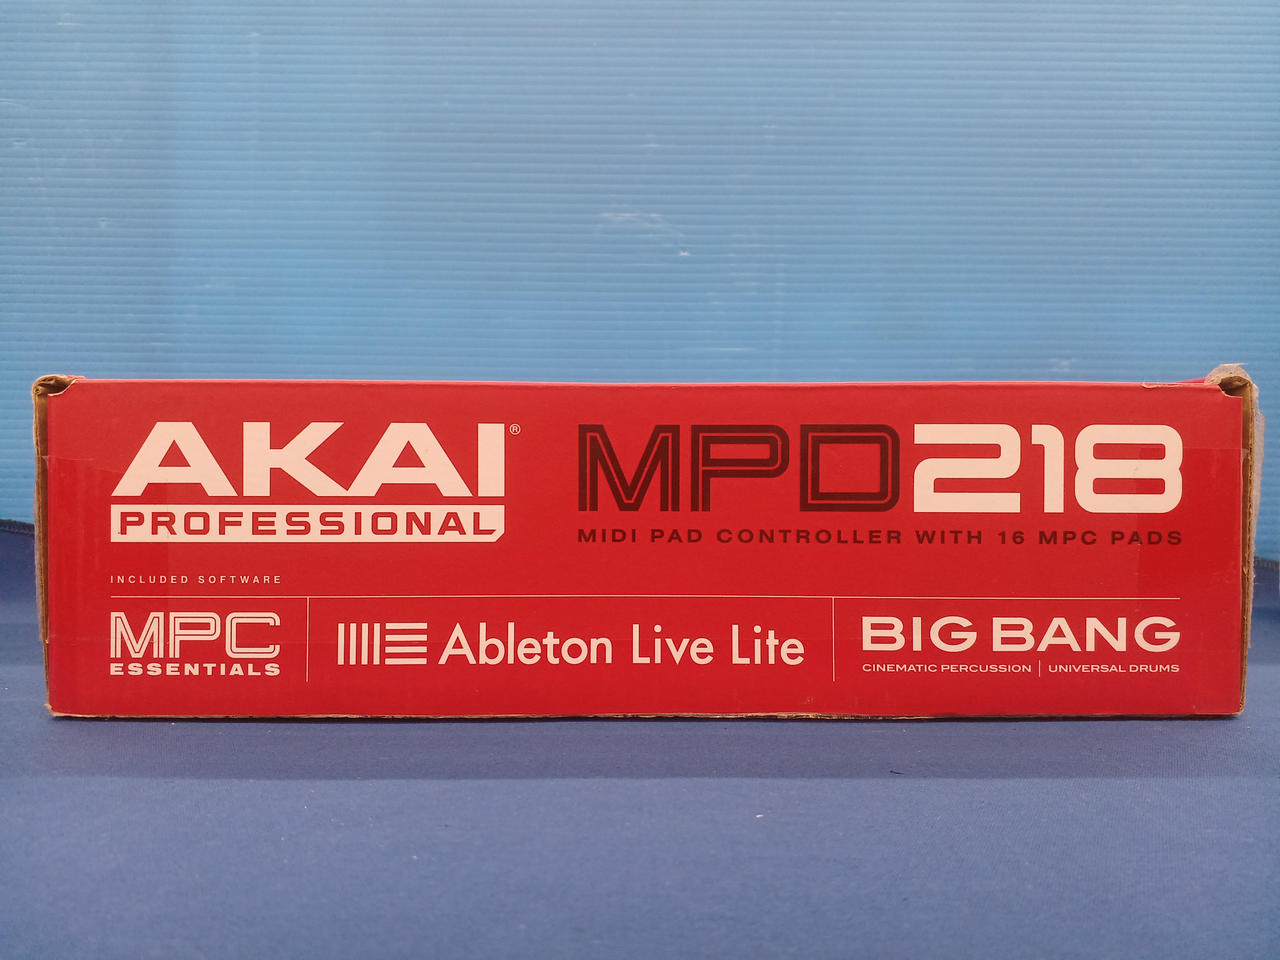 AKAI®
PROFESSIONAL
MPD218
MIDI PAD CONTROLLER WITH 16 MPC PADS
INCLUDED SOFTWARE
MPC
ESSENTIALS
Ableton Live Lite
BIG BANG
CINEMATIC PERCUSSION | UNIVERSAL DRUMS